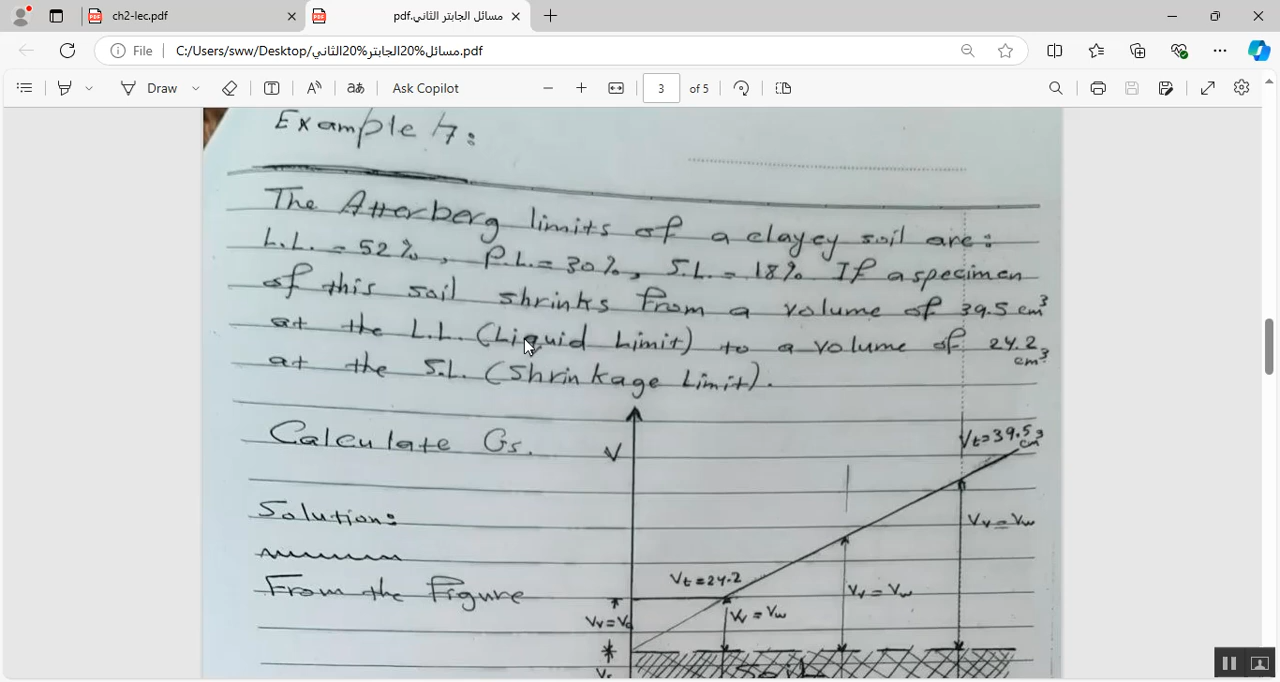 ch2-lec.pdf
مسائل الجابتر الثاني.pdf
File
C:/Users/sww/Desktop/مسائل%20الجابتر%20الثاني.pdf
Draw
Ask Copilot
3 of 5
Example 7:
The Atterberg limits of a clayey soil are:
L.L. = 52%, P.L. = 30%, S.L. = 18% If a specimen
of this soil shrinks from a volume of 39.5 cm³
at the L.L. (Liquid Limit) to a volume of 24.2 cm³
at the S.L. (Shrinkage Limit).
Calculate Gs.
V
Vt=39.5 cm³
Solution:
Vv=Vw
From the Figure
Vt=24.2
Vv=Vw
Vv=Vw
Soil